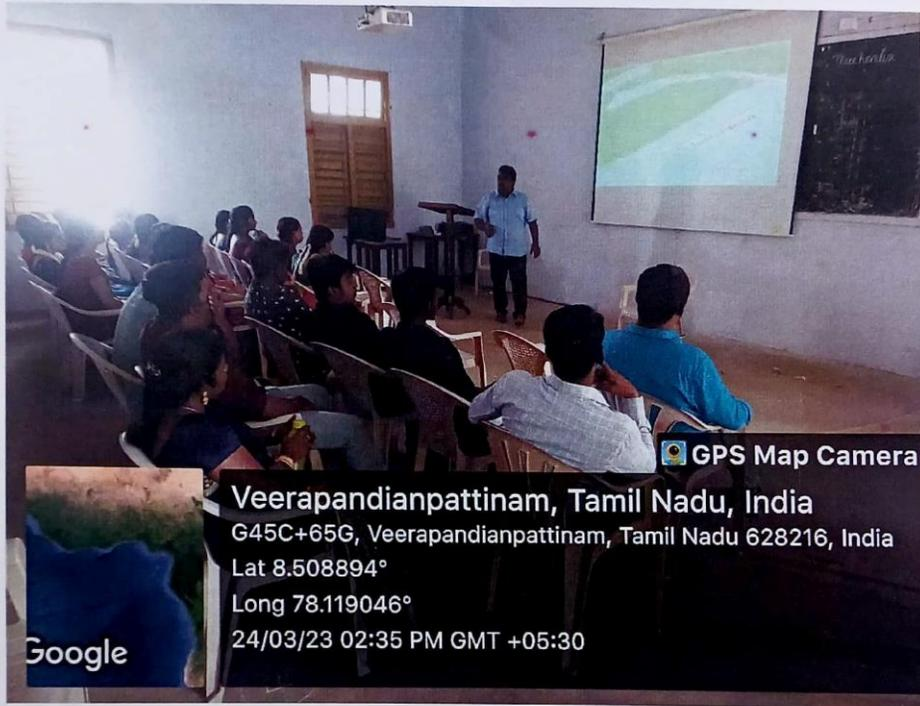 GPS Map Camera
Veerapandianpattinam, Tamil Nadu, India
G45C+65G, Veerapandianpattinam, Tamil Nadu 628216, India
Lat 8.508894°
Long 78.119046°
24/03/23 02:35 PM GMT +05:30
Google